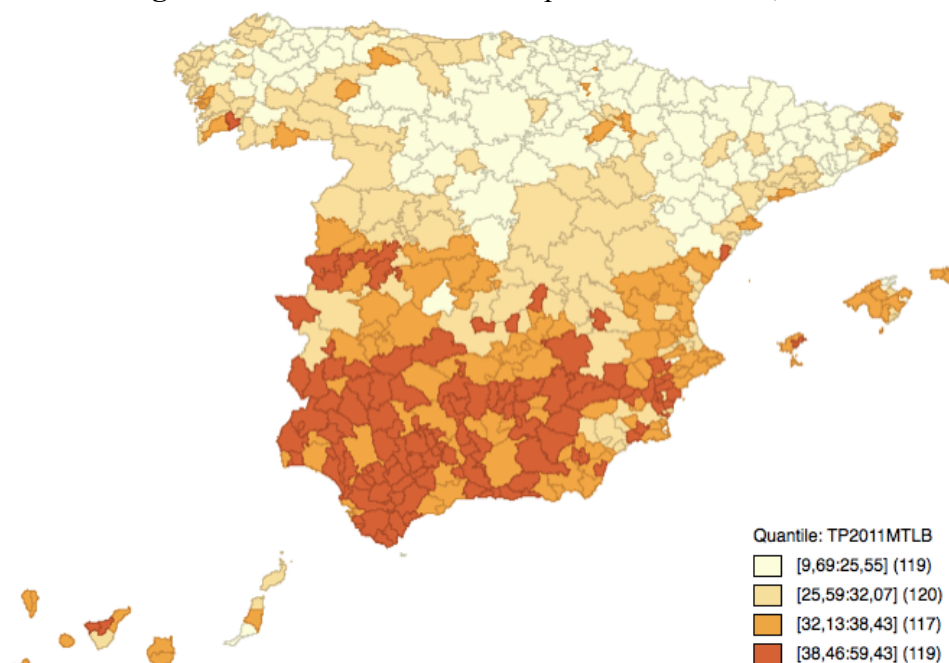 Quantile: TP2011MTLB
[9,69:25,55] (119)
[25,59:32,07] (120)
[32,13:38,43] (117)
[38,46:59,43] (119)